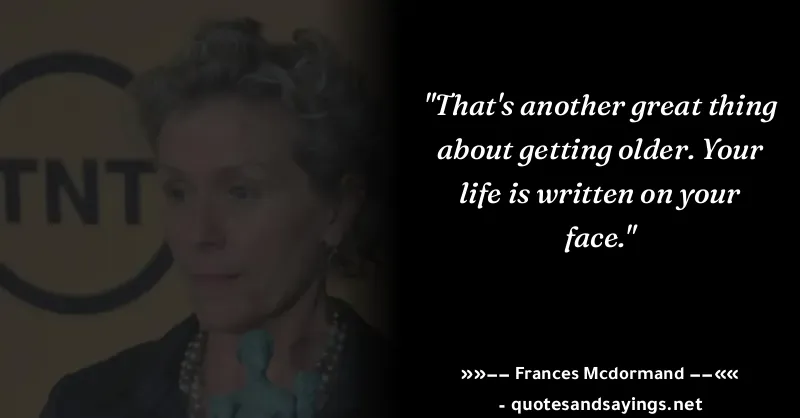 TNT
"That's another great thing
about getting older. Your
life is written on your
face."
»»−− Frances Mcdormand −−««
- quotesandsayings.net